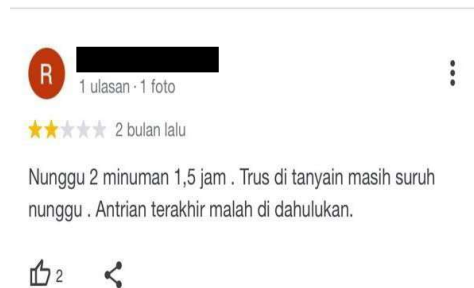 R
1 ulasan · 1 foto
2 bulan lalu
Nunggu 2 minuman 1,5 jam . Trus di tanyain masih suruh
nunggu . Antrian terakhir malah di dahulukan.
2